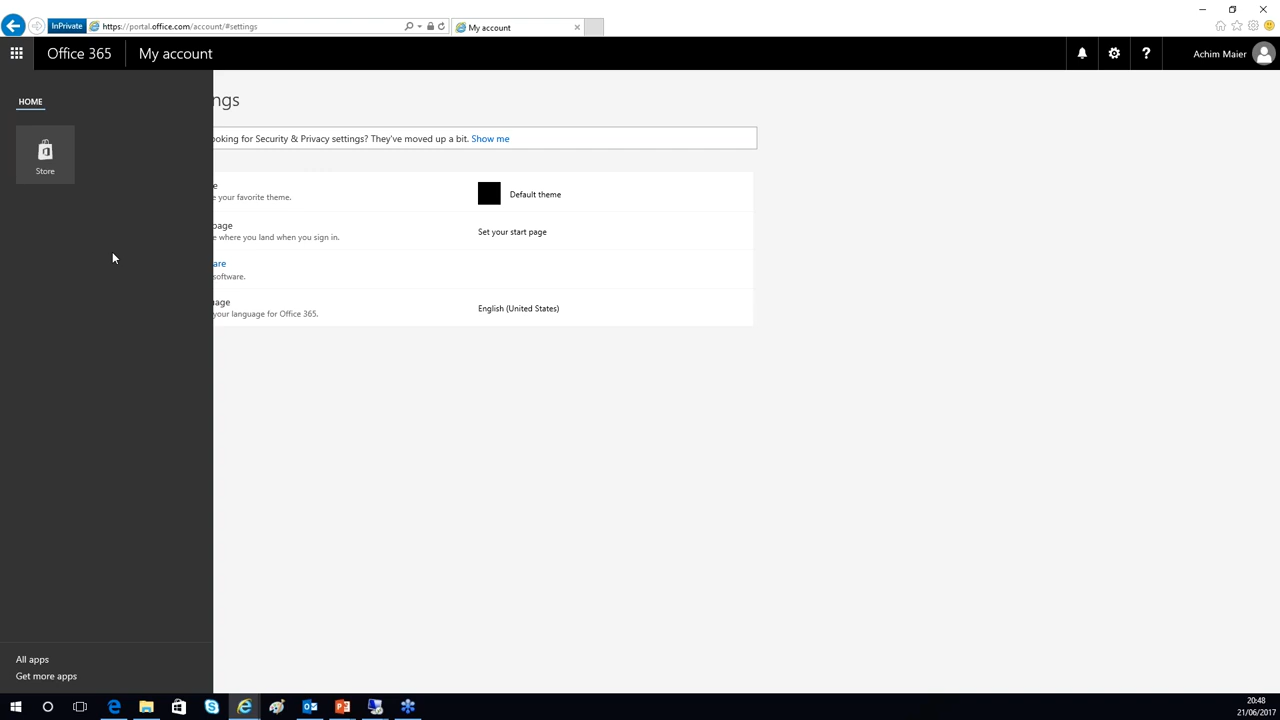 InPrivate
https://portal.office.com/account/#settings
My account
Office 365
My account
?
Achim Maier
HOME
Store
ngs
ooking for Security & Privacy settings? They've moved up a bit. Show me
e
e your favorite theme.
Default theme
page
e where you land when you sign in.
Set your start page
are
software.
uage
your language for Office 365.
English (United States)
All apps
Get more apps
20:48
21/06/2017